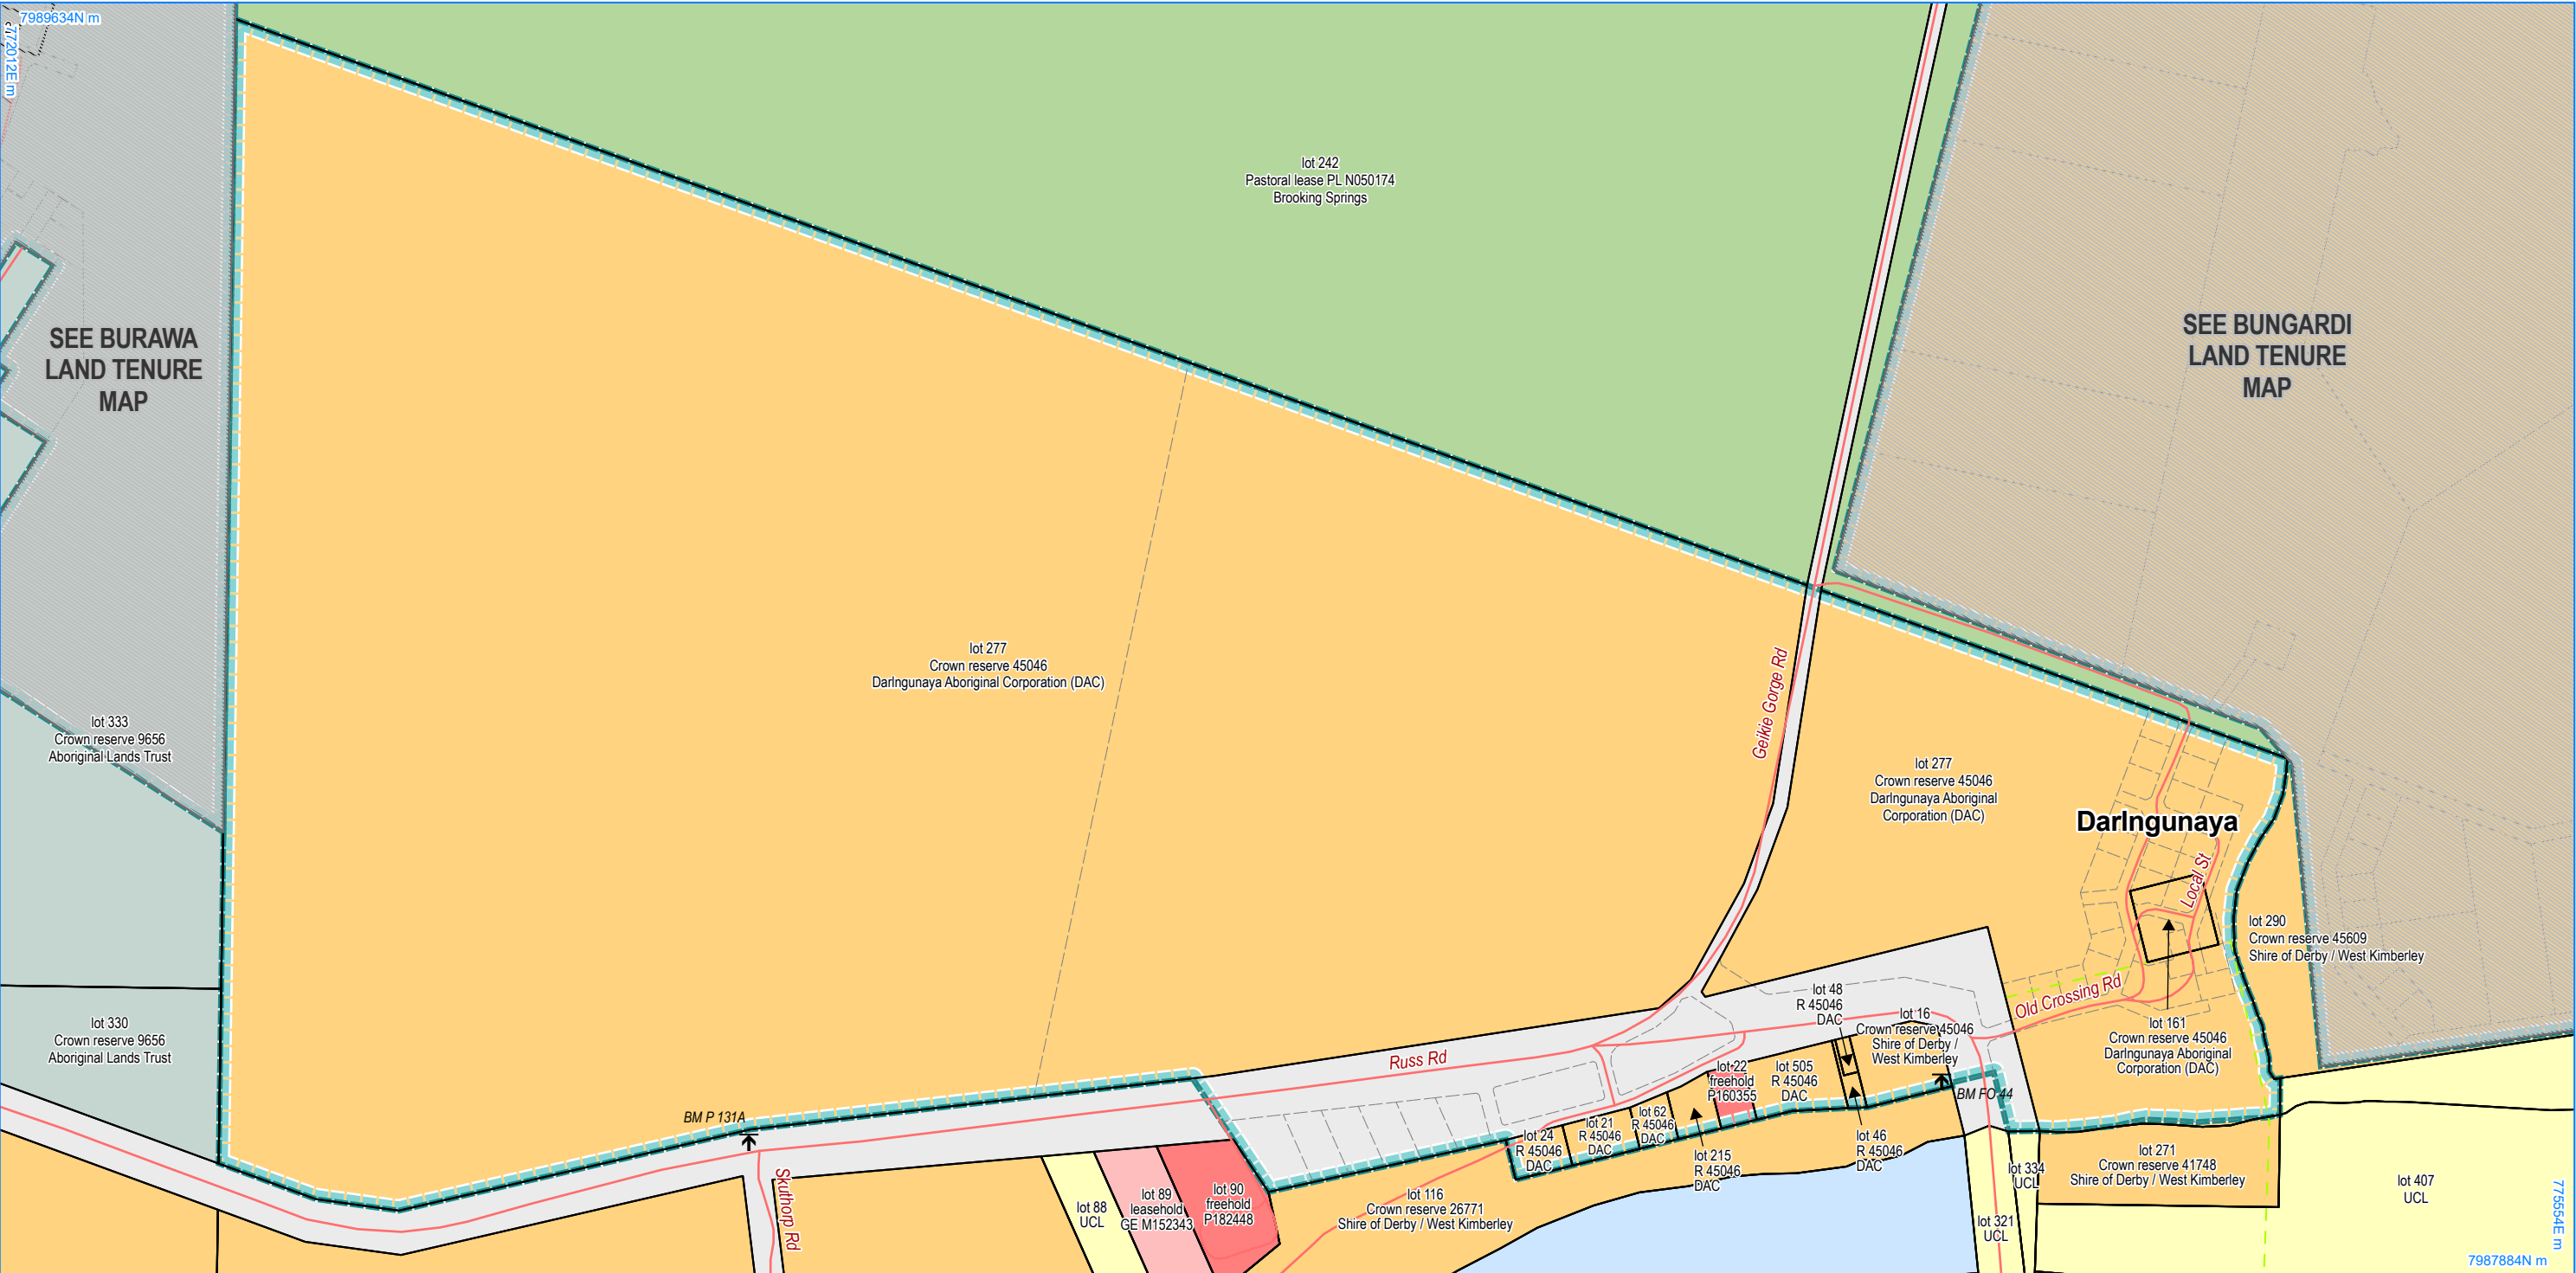 7989634N m
772012E m
lot 242
Pastoral lease PL N050174
Brooking Springs
SEE BURAWA
LAND TENURE
MAP
SEE BUNGARDI
LAND TENURE
MAP
lot 277
Crown reserve 45046
Darlngunaya Aboriginal Corporation (DAC)
Geikie Gorge Rd
lot 333
Crown reserve 9656
Aboriginal Lands Trust
lot 277
Crown reserve 45046
Darlngunaya Aboriginal
Corporation (DAC)
Darlngunaya
Local St
lot 290
Crown reserve 45609
Shire of Derby / West Kimberley
Old Crossing Rd
lot 330
Crown reserve 9656
Aboriginal Lands Trust
lot 48
R 45046
DAC
lot 16
Crown reserve 45046
Shire of Derby /
West Kimberley
lot 161
Crown reserve 45046
Darlngunaya Aboriginal
Corporation (DAC)
Russ Rd
lot 22
freehold
P160355
lot 505
R 45046
DAC
BM FO 44
BM P 131A
lot 62
R 45046
DAC
lot 21
R 45046
DAC
lot 24
R 45046
DAC
lot 215
R 45046
DAC
lot 46
R 45046
DAC
lot 271
Crown reserve 41748
Shire of Derby / West Kimberley
lot 334
UCL
lot 407
UCL
Skuthorp Rd
lot 88
UCL
lot 89
leasehold
GE M152343
lot 90
freehold
P182448
lot 116
Crown reserve 26771
Shire of Derby / West Kimberley
lot 321
UCL
775554E m
7987884N m